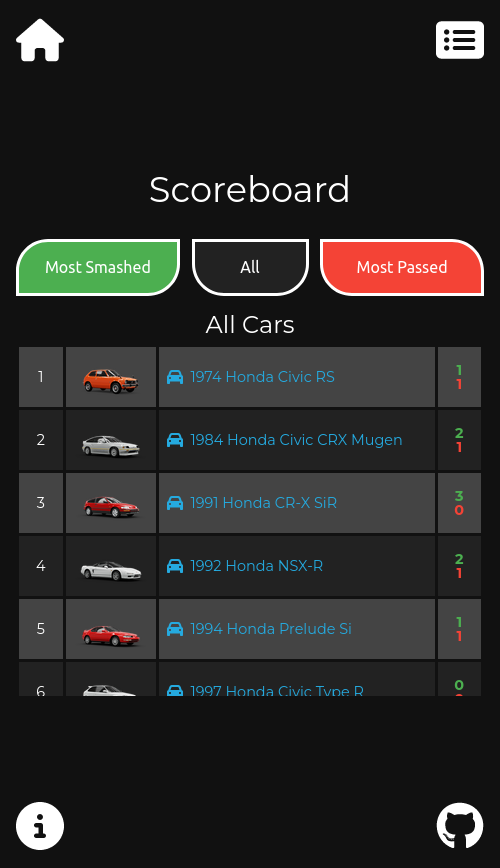 Scoreboard
Most Smashed All Most Passed
All Cars
1 1974 Honda Civic RS 1
1
2 1984 Honda Civic CRX Mugen 2
1
3 1991 Honda CR-X SiR 3
0
4 1992 Honda NSX-R 2
1
5 1994 Honda Prelude Si 1
1
6 1997 Honda Civic Type R 0